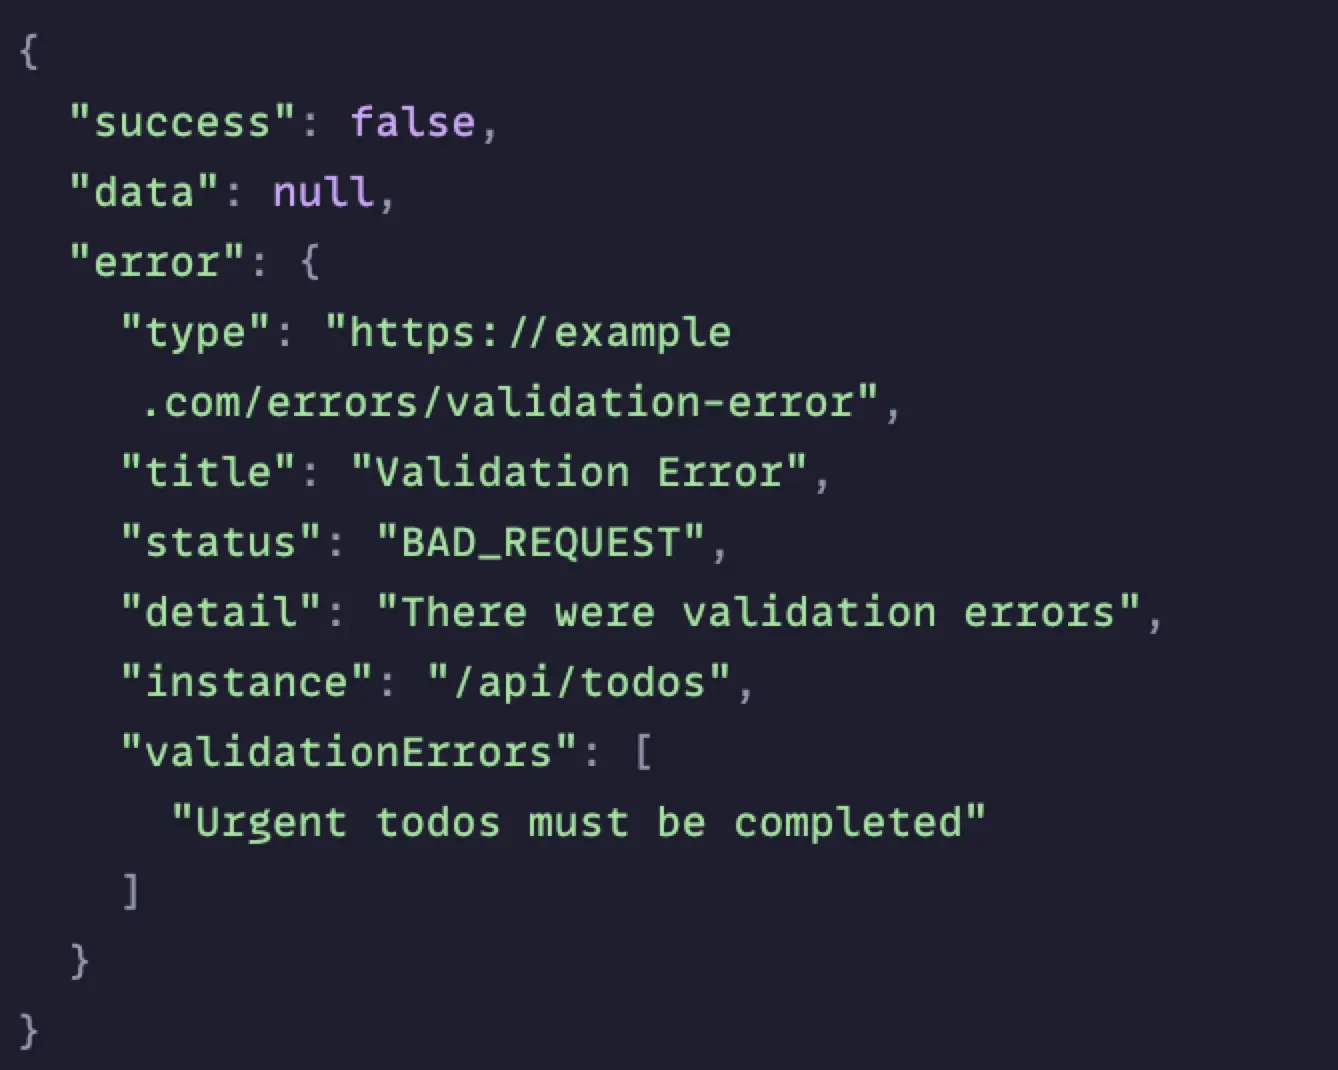 {
"success": false,
"data": null,
"error": {
"type": "https://example
.com/errors/validation-error",
"title": "Validation Error",
"status": "BAD_REQUEST",
"detail": "There were validation errors",
"instance": "/api/todos",
"validationErrors": [
"Urgent todos must be completed"
]
}
}